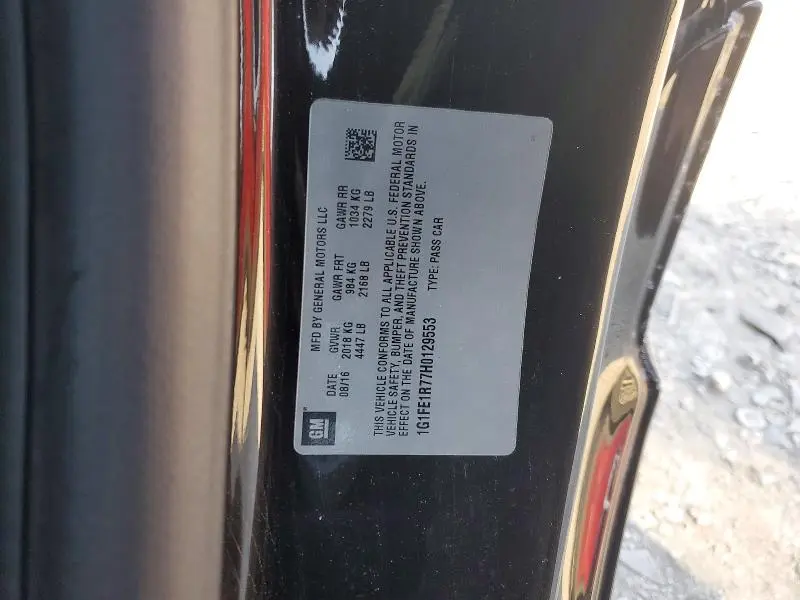 GM
MFD BY GENERAL MOTORS LLC
DATE GVWR GAWR FRT GAWR RR
08/16 2018 KG 984 KG 1034 KG
4447 LB 2168 LB 2279 LB
THIS VEHICLE CONFORMS TO ALL APPLICABLE U.S. FEDERAL MOTOR
VEHICLE SAFETY, BUMPER, AND THEFT PREVENTION STANDARDS IN
EFFECT ON THE DATE OF MANUFACTURE SHOWN ABOVE.
1G1FE1R77H0129553 TYPE: PASS CAR